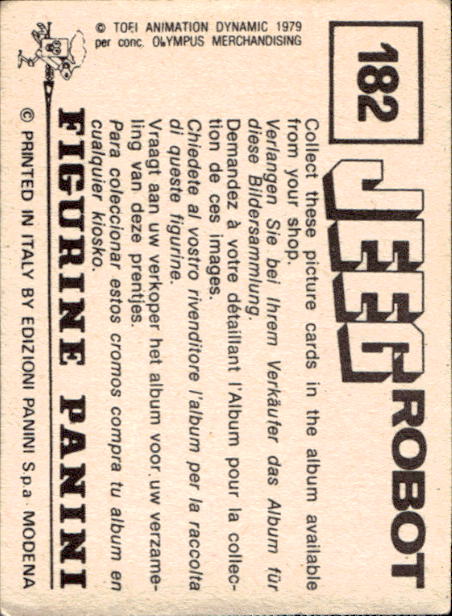 182
JEEG ROBOT
Collect these picture cards in the album available
from your shop.
Verlangen Sie bei Ihrem Verkäufer das Album für
diese Bildersammlung.
Demandez à votre détaillant l'Album pour la collec-
tion de ces images.
Chiedete al vostro rivenditore l'album per la raccolta
di queste figurine.
Vraagt aan uw verkoper het album voor uw verzame-
ling van deze prentjes.
Para coleccionar estos cromos compra tu album en
cualquier kiosko.
FIGURINE PANINI
© PRINTED IN ITALY BY EDIZIONI PANINI S.p.a - MODENA
© TOEI ANIMATION DYNAMIC 1979
per conc. OLYMPUS MERCHANDISING